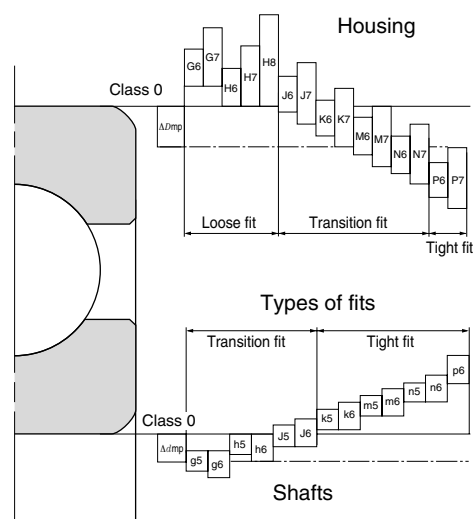 Housing
H8
G7
G6
H7
H6
J7
J6
Class 0
K7
K6
ΔDmp
M6
M7
N6
N7
P6
P7
Loose fit
Transition fit
Tight fit
Types of fits
Transition fit
Tight fit
p6
n6
n5
m6
m5
k6
k5
Class 0
J6
J5
h5
h6
Δdmp
g5
g6
Shafts